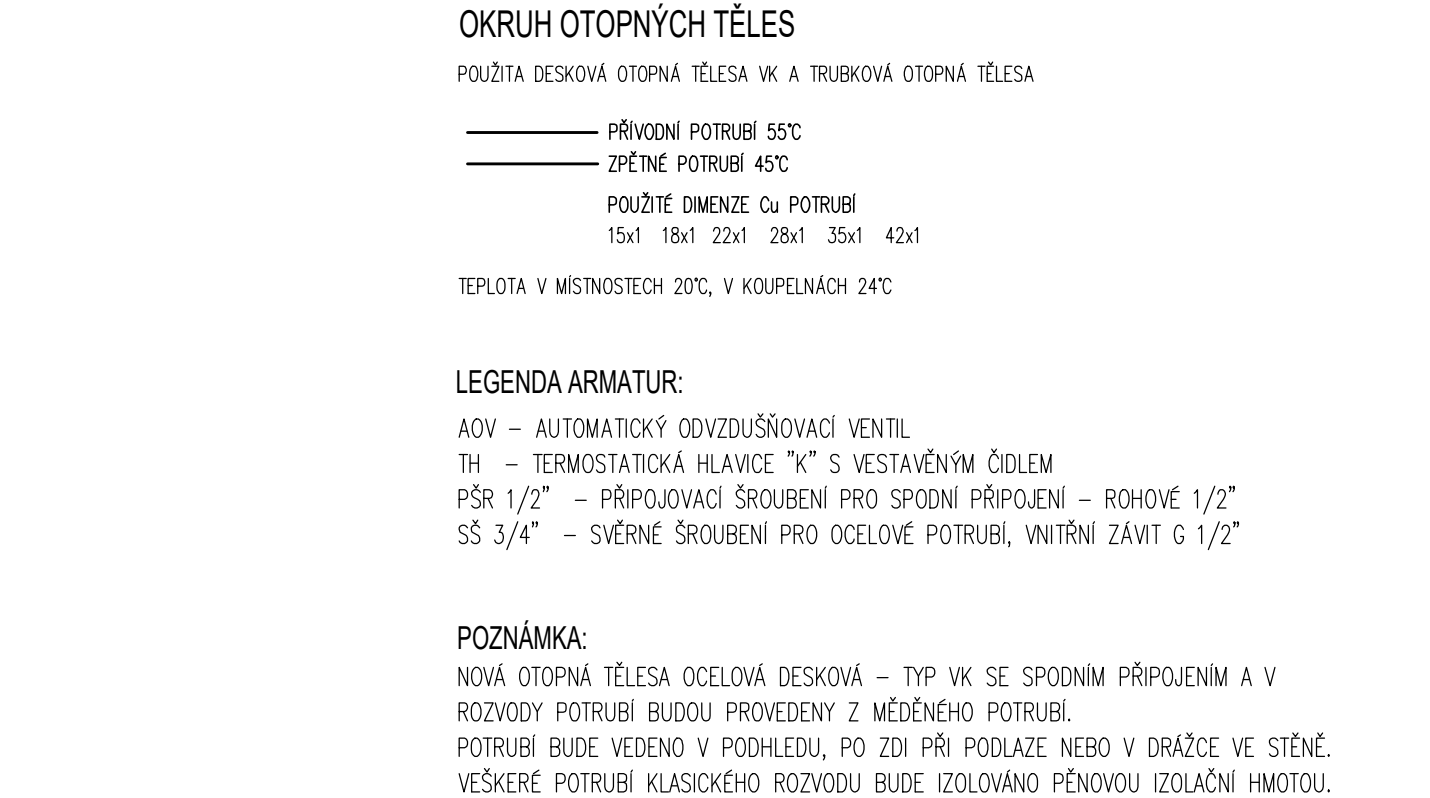 OKRUH OTOPNÝCH TĚLES
POUŽITA DESKOVÁ OTOPNÁ TĚLESA VK A TRUBKOVÁ OTOPNÁ TĚLESA
PŘÍVODNÍ POTRUBÍ 55°C
ZPĚTNÉ POTRUBÍ 45°C
POUŽITÉ DIMENZE Cu POTRUBÍ
15x1 18x1 22x1 28x1 35x1 42x1
TEPLOTA V MÍSTNOSTECH 20°C, V KOUPELNÁCH 24°C
LEGENDA ARMATUR:
AOV – AUTOMATICKÝ ODVZDUŠŇOVACÍ VENTIL
TH – TERMOSTATICKÁ HLAVICE "K" S VESTAVĚNÝM ČIDLEM
PŠR 1/2" – PŘIPOJOVACÍ ŠROUBENÍ PRO SPODNÍ PŘIPOJENÍ – ROHOVÉ 1/2"
SŠ 3/4" – SVĚRNÉ ŠROUBENÍ PRO OCELOVÉ POTRUBÍ, VNITŘNÍ ZÁVIT G 1/2"
POZNÁMKA:
NOVÁ OTOPNÁ TĚLESA OCELOVÁ DESKOVÁ – TYP VK SE SPODNÍM PŘIPOJENÍM A V
ROZVODY POTRUBÍ BUDOU PROVEDENY Z MĚDĚNÉHO POTRUBÍ.
POTRUBÍ BUDE VEDENO V PODHLEDU, PO ZDI PŘI PODLAZE NEBO V DRÁŽCE VE STĚNĚ.
VEŠKERÉ POTRUBÍ KLASICKÉHO ROZVODU BUDE IZOLOVÁNO PĚNOVOU IZOLAČNÍ HMOTOU.